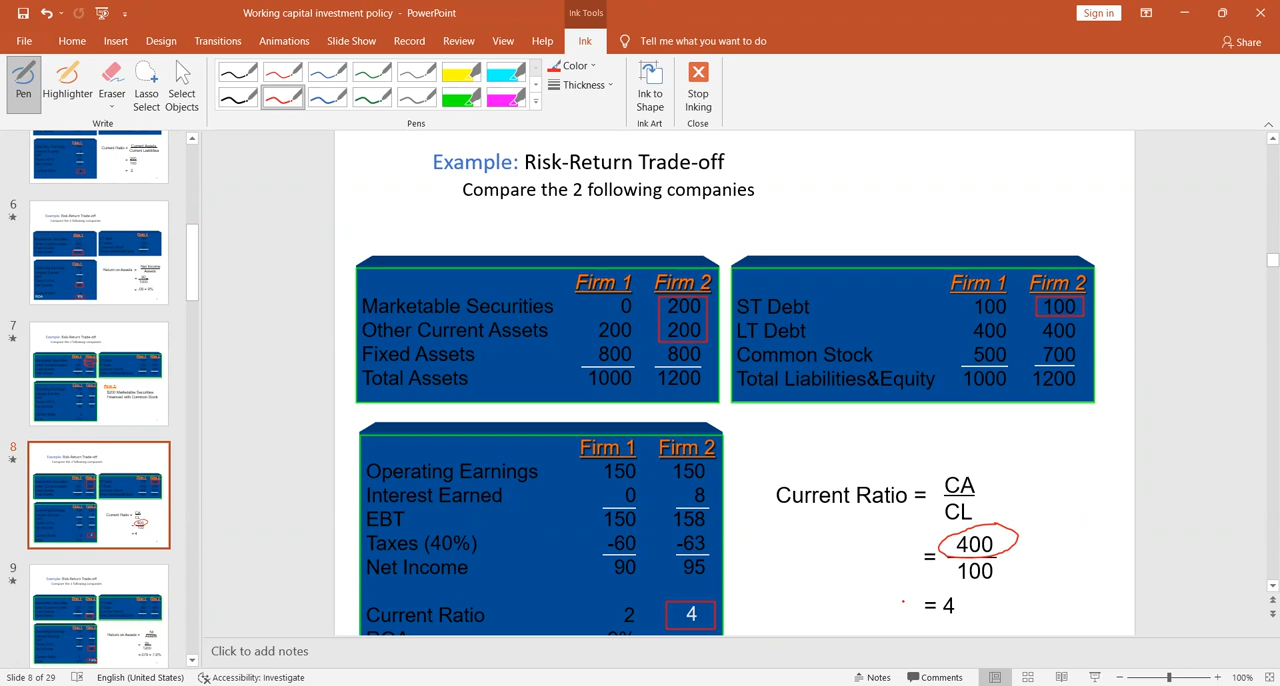 Working capital investment policy - PowerPoint
Ink Tools
Sign in
File Home Insert Design Transitions Animations Slide Show Record Review View Help Ink Tell me what you want to do Share
Pen Highlighter Eraser Lasso Select Select Objects
Color
Thickness
Ink to Shape
Stop Inking
Write Pens Ink Art Close
6
7
8
9
Example: Risk-Return Trade-off
Compare the 2 following companies
Firm 1 Firm 2
Marketable Securities 0 200
Other Current Assets 200 200
Fixed Assets 800 800
Total Assets 1000 1200
Firm 1 Firm 2
ST Debt 100 100
LT Debt 400 400
Common Stock 500 700
Total Liabilities&Equity 1000 1200
Firm 1 Firm 2
Operating Earnings 150 150
Interest Earned 0 8
EBT 150 158
Taxes (40%) -60 -63
Net Income 90 95
Current Ratio 2 4
Current Ratio = CA
CL
= 400
100
= 4
Click to add notes
Slide 8 of 29 English (United States) Accessibility: Investigate Notes Comments 100%